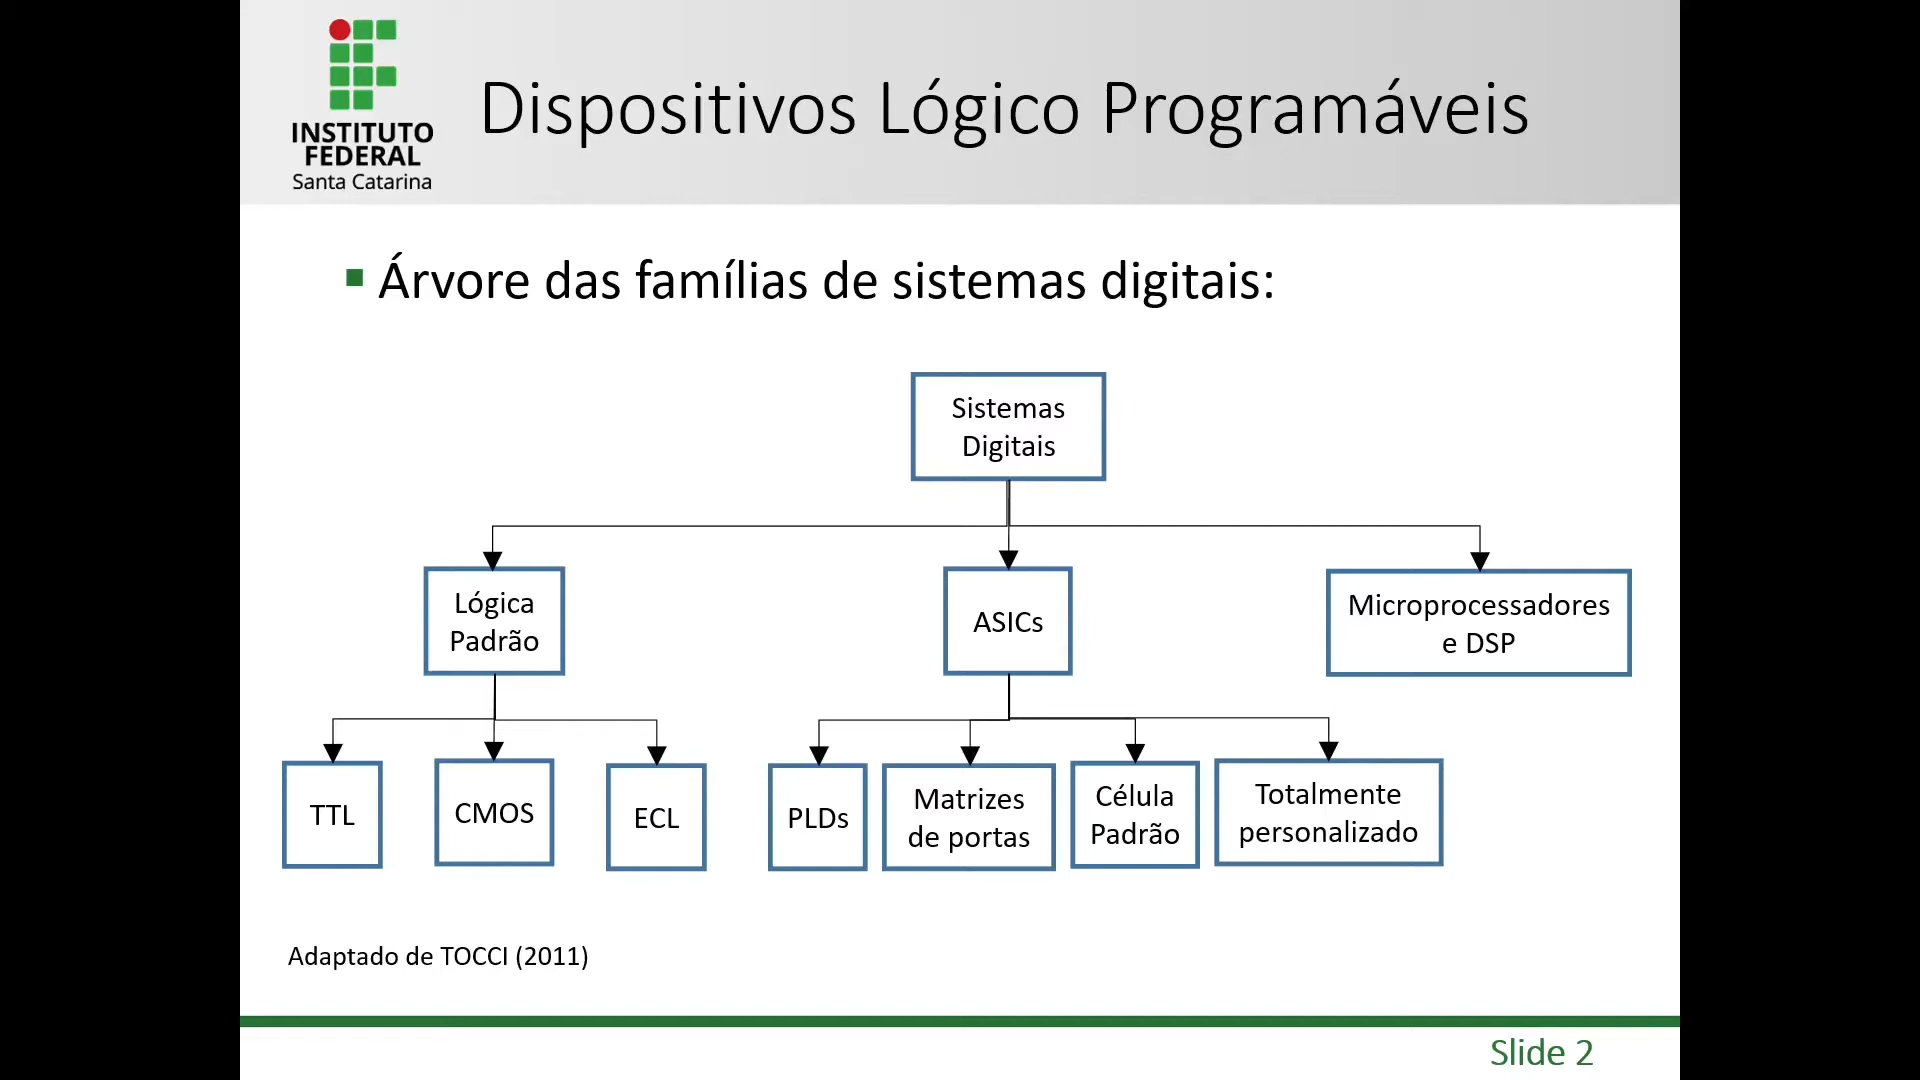 INSTITUTO
FEDERAL
Santa Catarina
Dispositivos Lógico Programáveis
Árvore das famílias de sistemas digitais:
Sistemas
Digitais
Lógica
Padrão
ASICs
Microprocessadores
e DSP
TTL
CMOS
ECL
PLDs
Matrizes
de portas
Célula
Padrão
Totalmente
personalizado
Adaptado de TOCCI (2011)
Slide 2